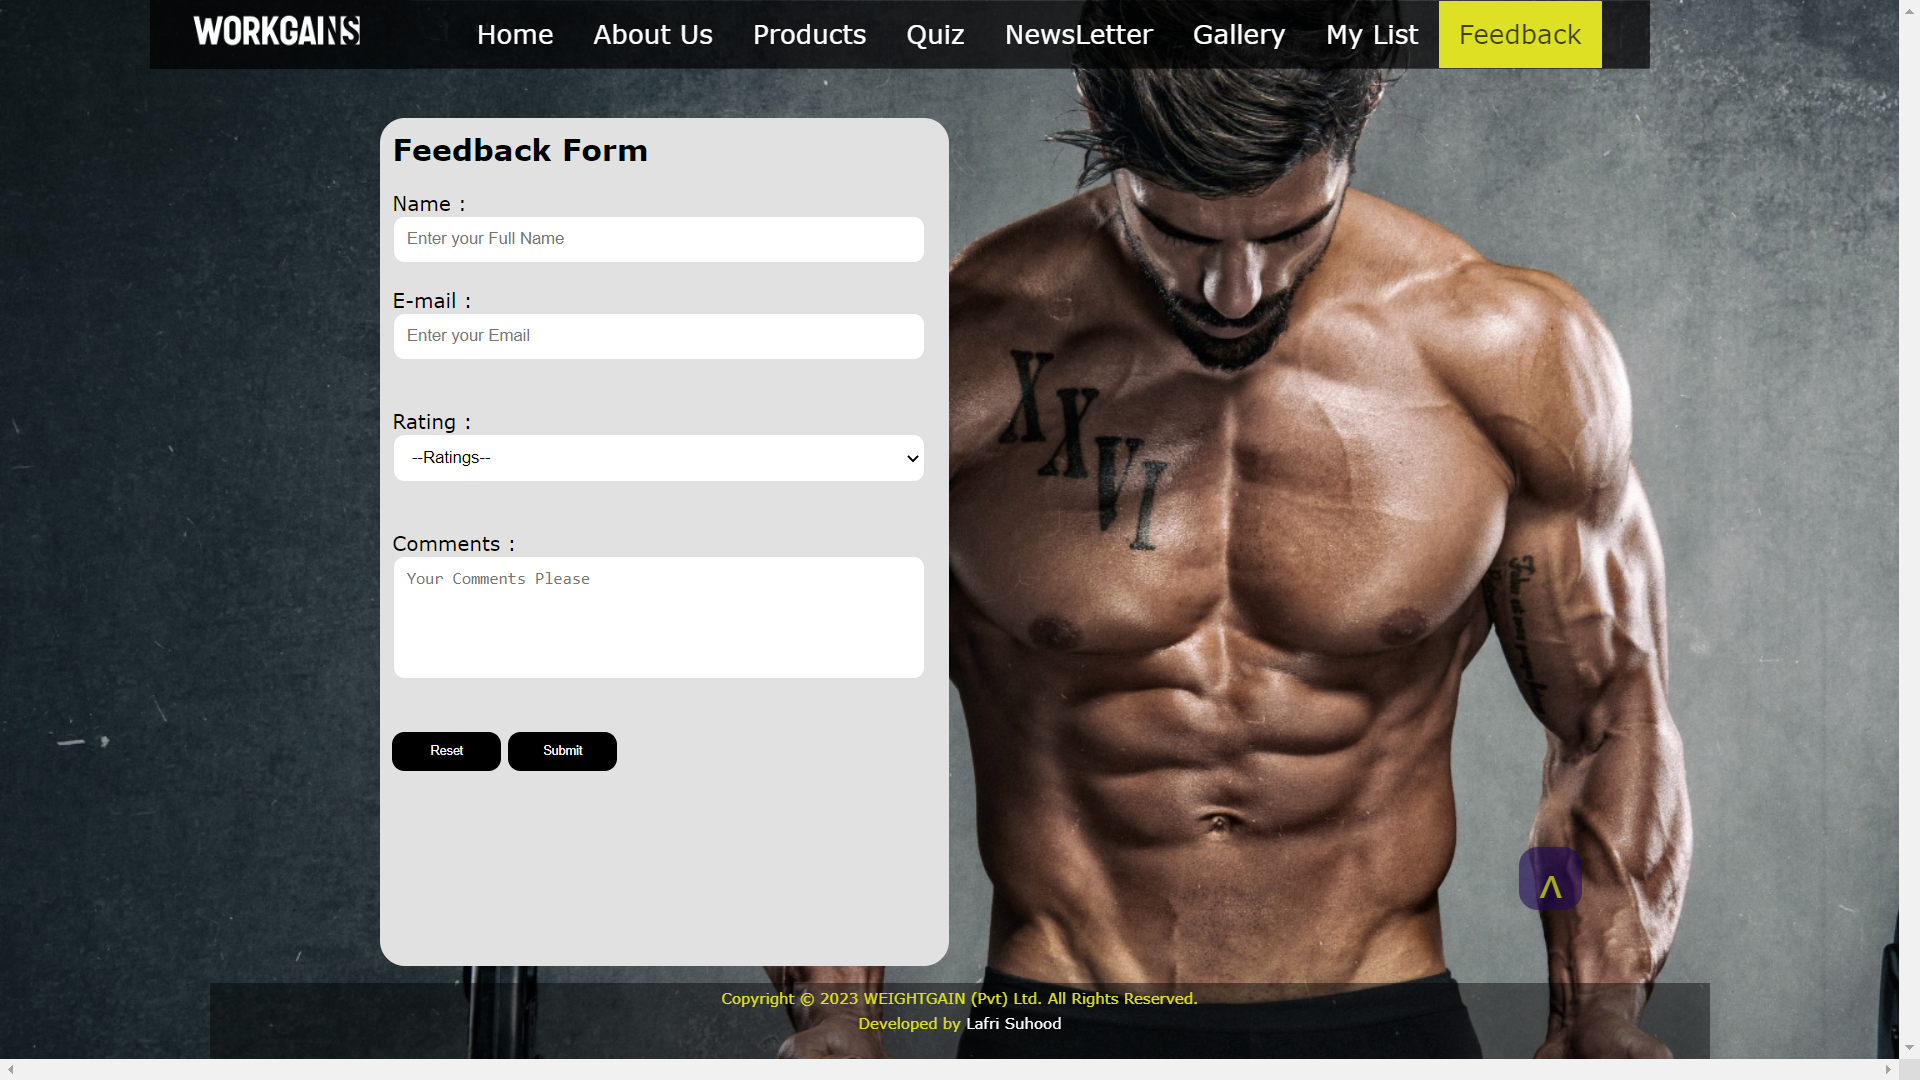 WORKGAINS
Home About Us Products Quiz NewsLetter Gallery My List Feedback
Feedback Form
Name :
Enter your Full Name
E-mail :
Enter your Email
Rating :
--Ratings--
Comments :
Your Comments Please
Reset Submit
XXVI
Λ
Copyright © 2023 WEIGHTGAIN (Pvt) Ltd. All Rights Reserved.
Developed by Lafri Suhood